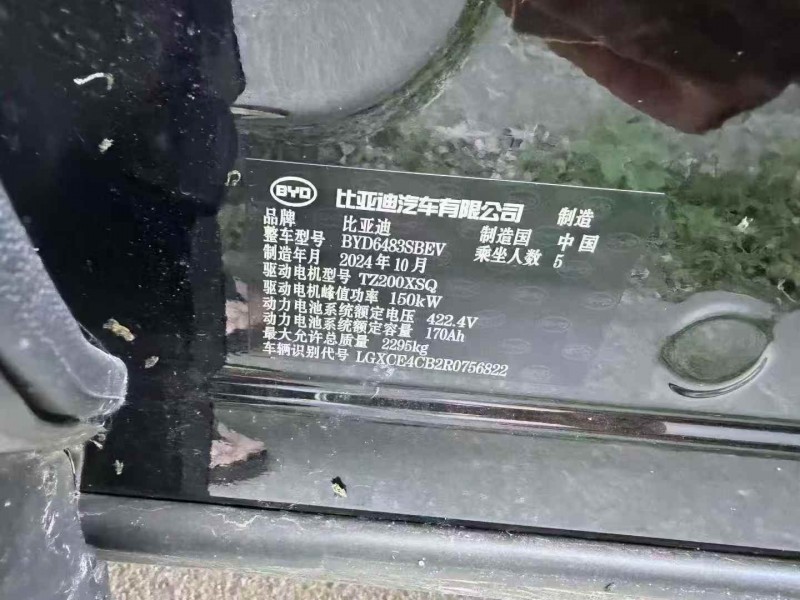 BYD 比亚迪汽车有限公司 制造
品牌 比亚迪 制造国 中国
整车型号 BYD6483SBEV 乘坐人数 5
制造年月 2024年10月
驱动电机型号 TZ200XSQ
驱动电机峰值功率 150kW
动力电池系统额定电压 422.4V
动力电池系统额定容量 170Ah
最大允许总质量 2295kg
车辆识别代号 LGXCE4CB2R0756822